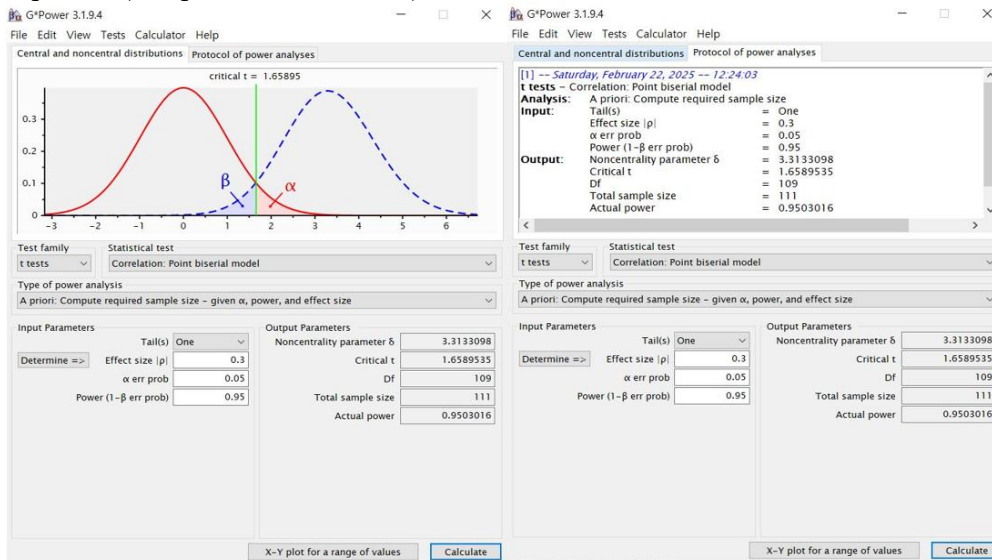 G*Power 3.1.9.4
File Edit View Tests Calculator Help
Central and noncentral distributions Protocol of power analyses
critical t = 1.65895
0.3
0.2
0.1
0
β
α
-3 -2 -1 0 1 2 3 4 5 6
Test family Statistical test
t tests Correlation: Point biserial model
Type of power analysis
A priori: Compute required sample size - given α, power, and effect size
Input Parameters Output Parameters
Tail(s) One Noncentrality parameter δ 3.3133098
Determine => Effect size |ρ| 0.3 Critical t 1.6589535
α err prob 0.05 Df 109
Power (1-β err prob) 0.95 Total sample size 111
Actual power 0.9503016
X-Y plot for a range of values Calculate
G*Power 3.1.9.4
File Edit View Tests Calculator Help
Central and noncentral distributions Protocol of power analyses
[1] -- Saturday, February 22, 2025 -- 12:24:03
t tests - Correlation: Point biserial model
Analysis: A priori: Compute required sample size
Input: Tail(s) = One
Effect size |ρ| = 0.3
α err prob = 0.05
Power (1-β err prob) = 0.95
Output: Noncentrality parameter δ = 3.3133098
Critical t = 1.6589535
Df = 109
Total sample size = 111
Actual power = 0.9503016
Test family Statistical test
t tests Correlation: Point biserial model
Type of power analysis
A priori: Compute required sample size - given α, power, and effect size
Input Parameters Output Parameters
Tail(s) One Noncentrality parameter δ 3.3133098
Determine => Effect size |ρ| 0.3 Critical t 1.6589535
α err prob 0.05 Df 109
Power (1-β err prob) 0.95 Total sample size 111
Actual power 0.9503016
X-Y plot for a range of values Calculate